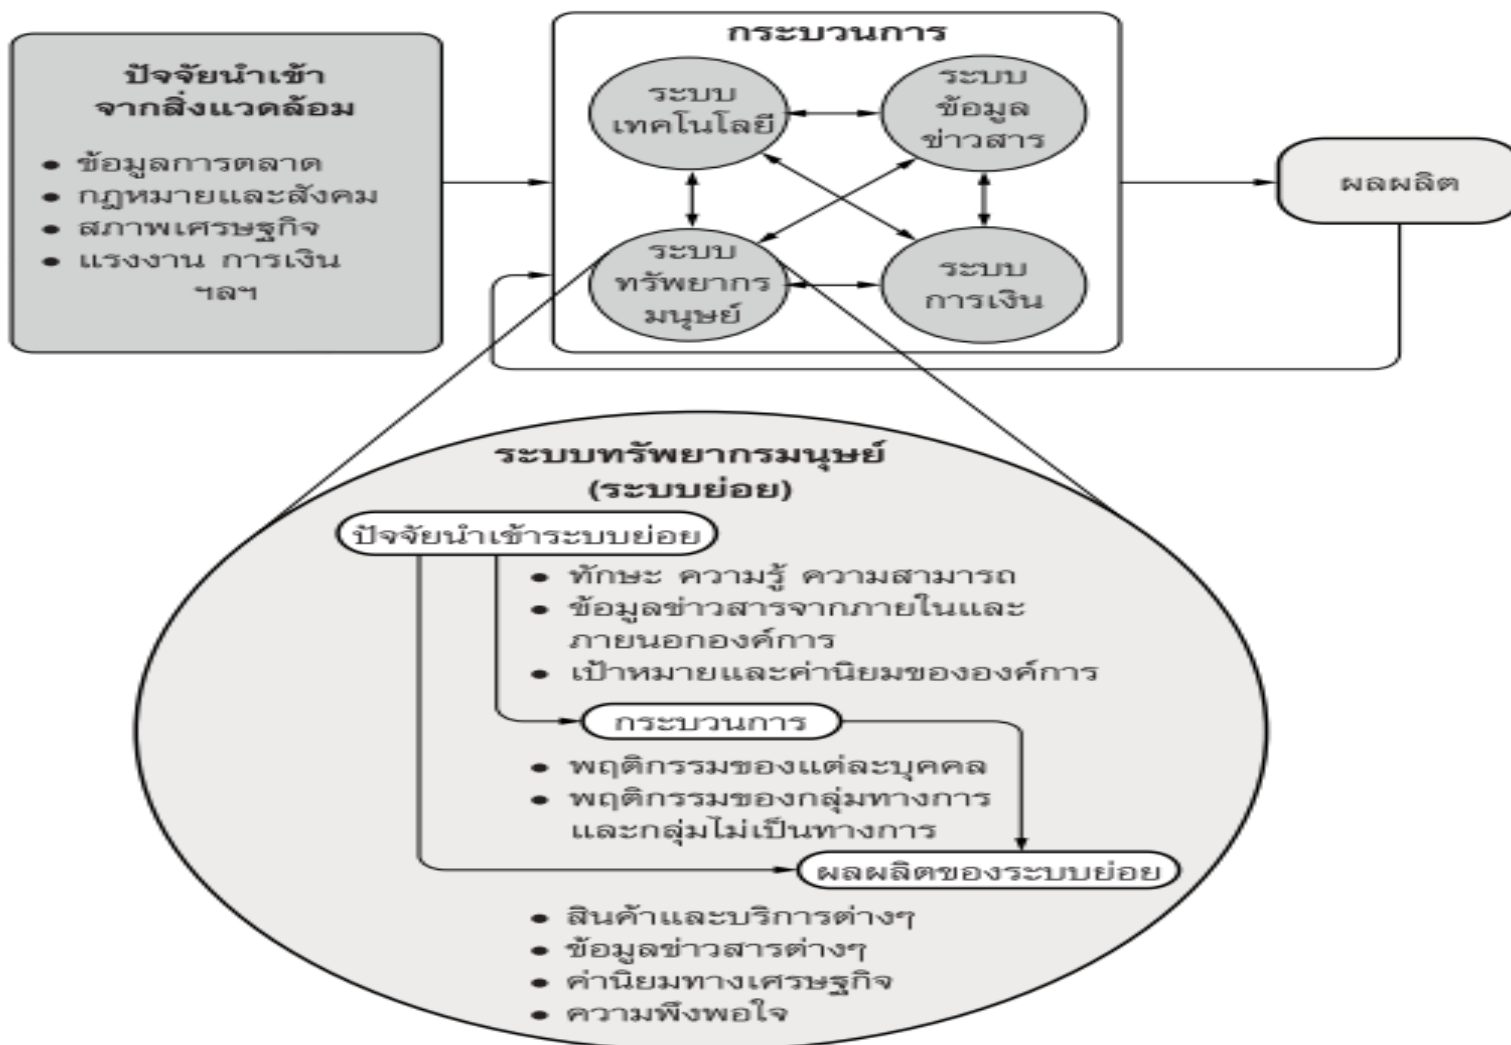 ปัจจัยนำเข้า
จากสิ่งแวดล้อม
• ข้อมูลการตลาด
• กฎหมายและสังคม
• สภาพเศรษฐกิจ
• แรงงาน การเงิน
ฯลฯ
กระบวนการ
ระบบ
เทคโนโลยี
ระบบ
ข้อมูล
ข่าวสาร
ระบบ
ทรัพยากร
มนุษย์
ระบบ
การเงิน
ผลผลิต
ระบบทรัพยากรมนุษย์
(ระบบย่อย)
ปัจจัยนำเข้าระบบย่อย
• ทักษะ ความรู้ ความสามารถ
• ข้อมูลข่าวสารจากภายในและ
ภายนอกองค์การ
• เป้าหมายและค่านิยมขององค์การ
กระบวนการ
• พฤติกรรมของแต่ละบุคคล
• พฤติกรรมของกลุ่มทางการ
และกลุ่มไม่เป็นทางการ
ผลผลิตของระบบย่อย
• สินค้าและบริการต่างๆ
• ข้อมูลข่าวสารต่างๆ
• ค่านิยมทางเศรษฐกิจ
• ความพึงพอใจ